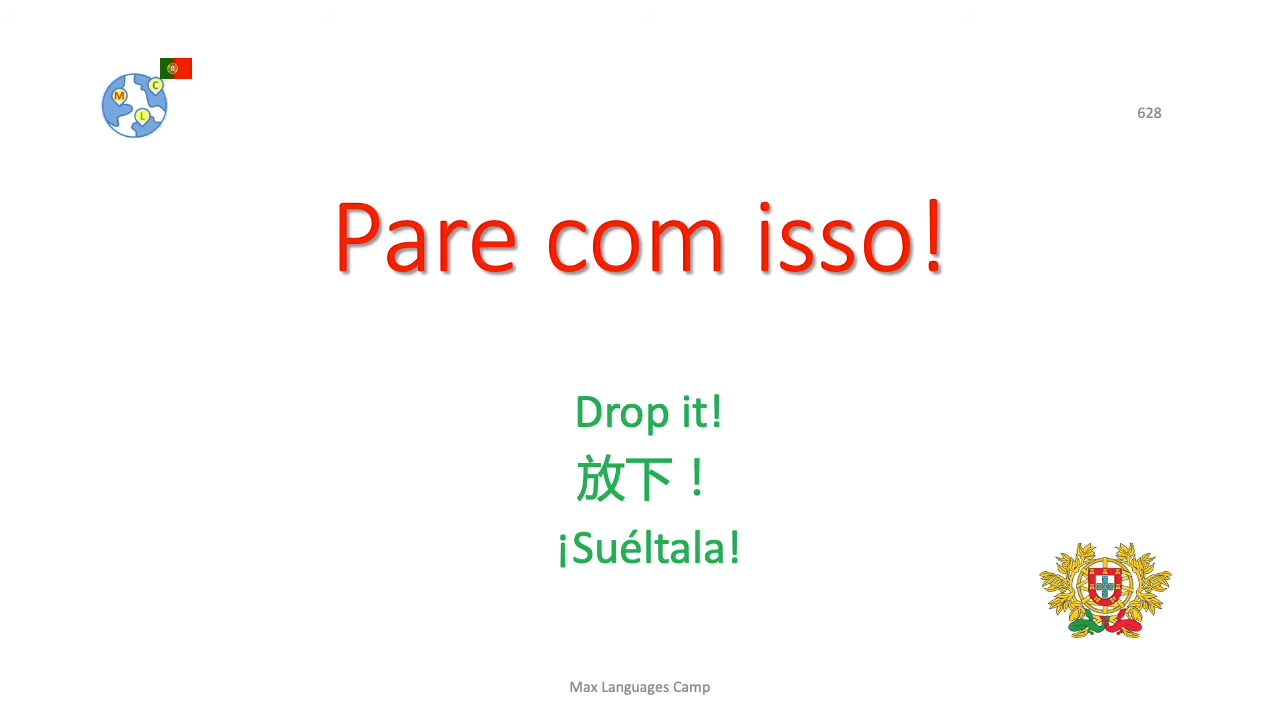 M
C
L
628
Pare com isso!
Drop it!
放下！
¡Suéltala!
Max Languages Camp